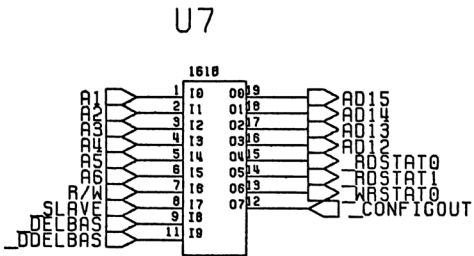 U7
1618
A1 1 I0 O0 19 AD15
A2 2 I1 O1 18 AD14
A3 3 I2 O2 17 AD13
A4 4 I3 O3 16 AD12
A5 5 I4 O4 15 _RDSTAT0
A6 6 I5 O5 14 _RDSTAT1
R/W 7 I6 O6 13 _WRSTAT0
_SLAVE 8 I7 O7 12 _CONFIGOUT
_DELBAS 9 I8
_DDELBAS 11 I9